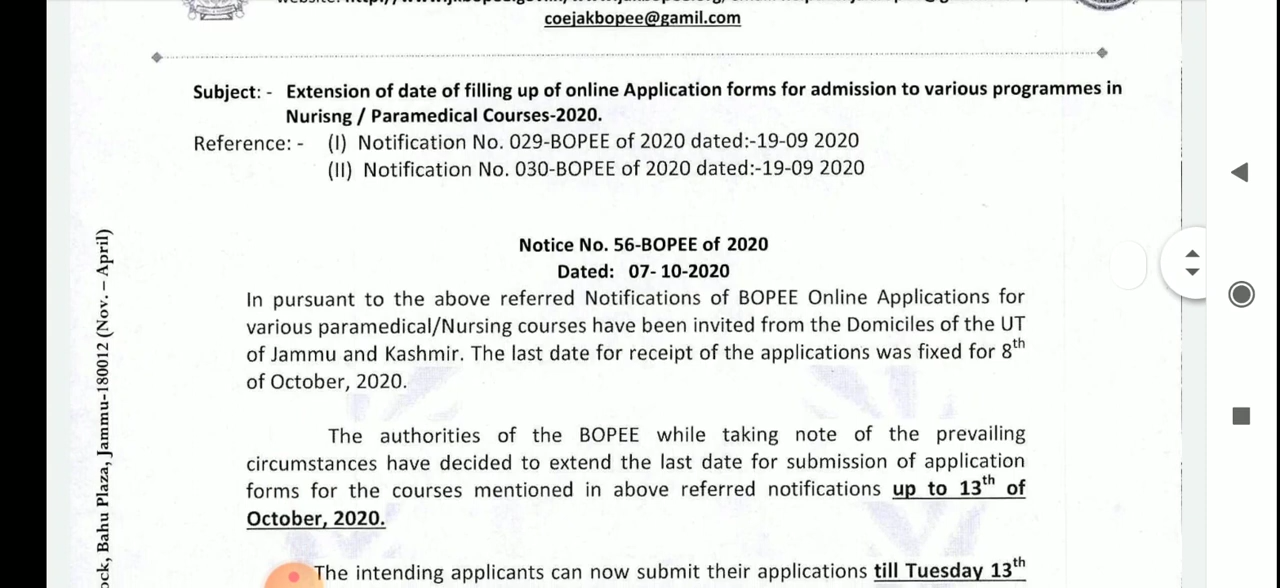 coejakbopee@gamil.com
Subject: - Extension of date of filling up of online Application forms for admission to various programmes in
Nurisng / Paramedical Courses-2020.
Reference: - (I) Notification No. 029-BOPEE of 2020 dated:-19-09 2020
(II) Notification No. 030-BOPEE of 2020 dated:-19-09 2020
Notice No. 56-BOPEE of 2020
Dated: 07- 10-2020
In pursuant to the above referred Notifications of BOPEE Online Applications for
various paramedical/Nursing courses have been invited from the Domiciles of the UT
of Jammu and Kashmir. The last date for receipt of the applications was fixed for 8th
of October, 2020.
The authorities of the BOPEE while taking note of the prevailing
circumstances have decided to extend the last date for submission of application
forms for the courses mentioned in above referred notifications up to 13th of
October, 2020.
The intending applicants can now submit their applications till Tuesday 13th
Bahu Plaza, Jammu-180012 (Nov. – April)